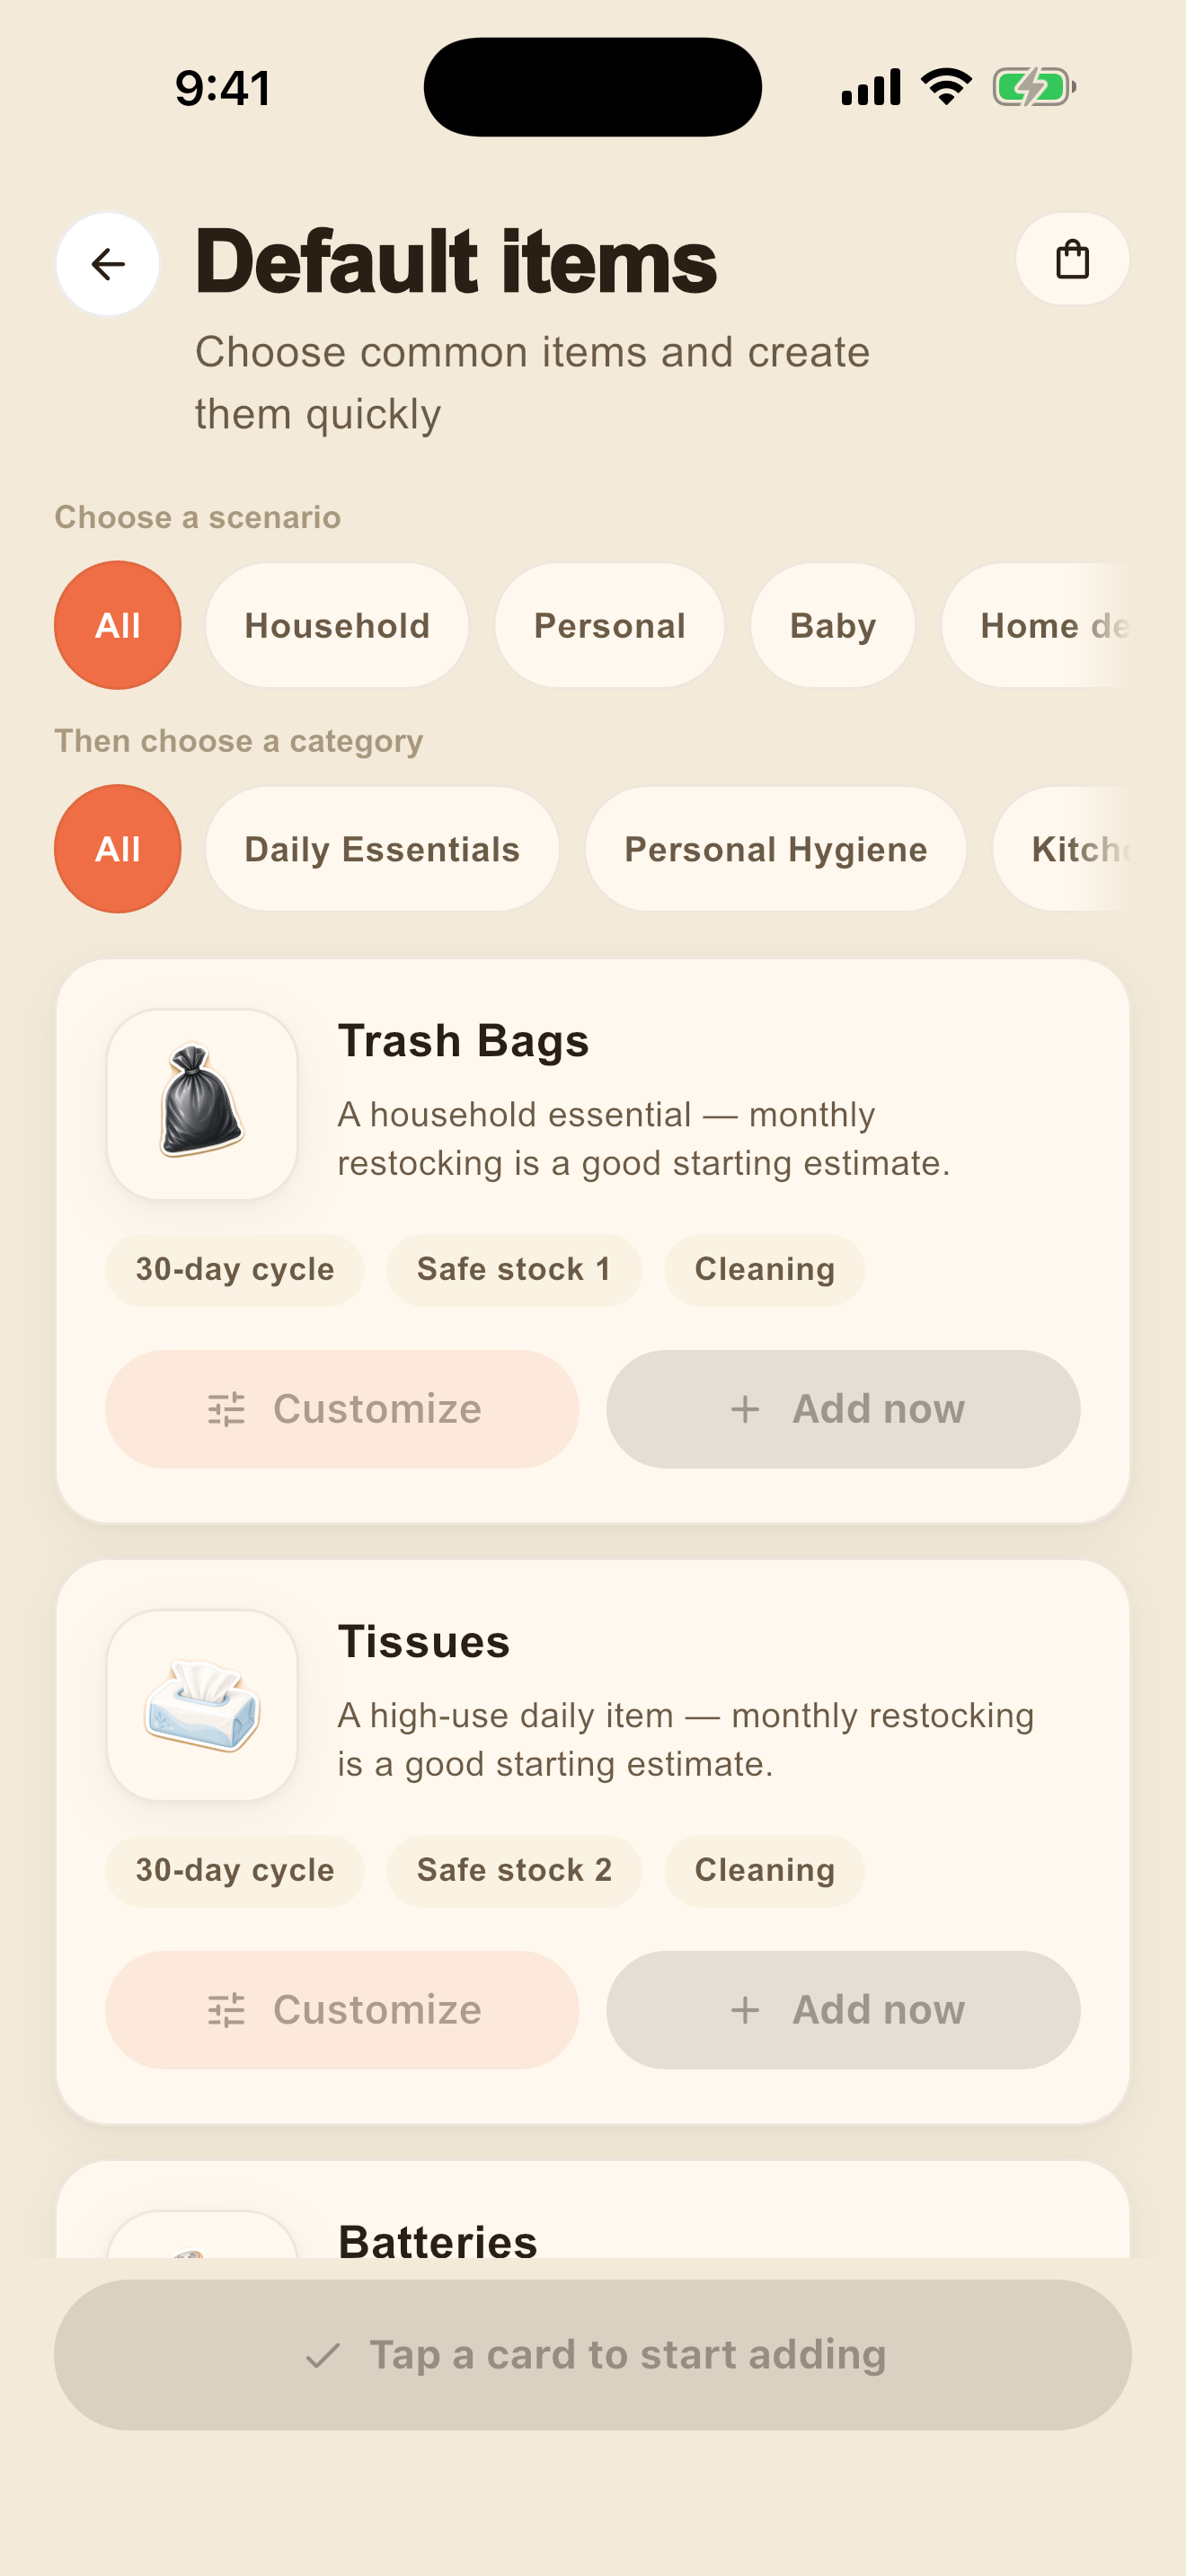 9:41
Default items
Choose common items and create
them quickly
Choose a scenario
All
Household
Personal
Baby
Home
Then choose a category
All
Daily Essentials
Personal Hygiene
Trash Bags
A household essential — monthly
restocking is a good starting estimate.
30-day cycle
Safe stock 1
Cleaning
Customize
Add now
Tissues
A high-use daily item — monthly restocking
is a good starting estimate.
30-day cycle
Safe stock 2
Cleaning
Customize
Add now
Batteries
Tap a card to start adding